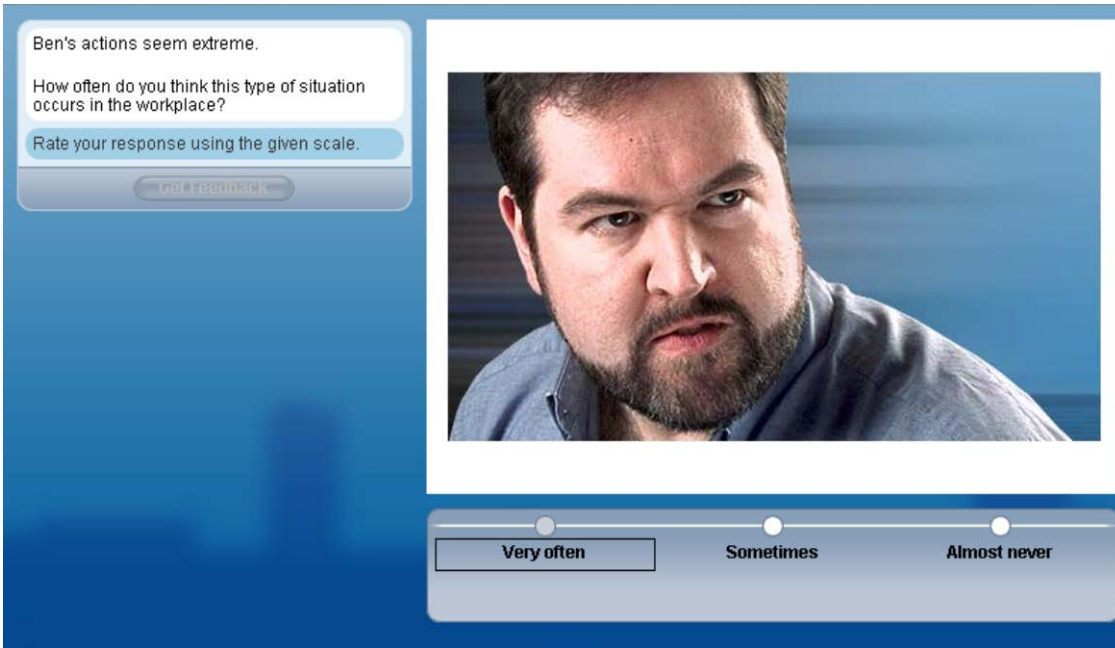 Ben's actions seem extreme.
How often do you think this type of situation
occurs in the workplace?
Rate your response using the given scale.
Get Feedback
Very often
Sometimes
Almost never